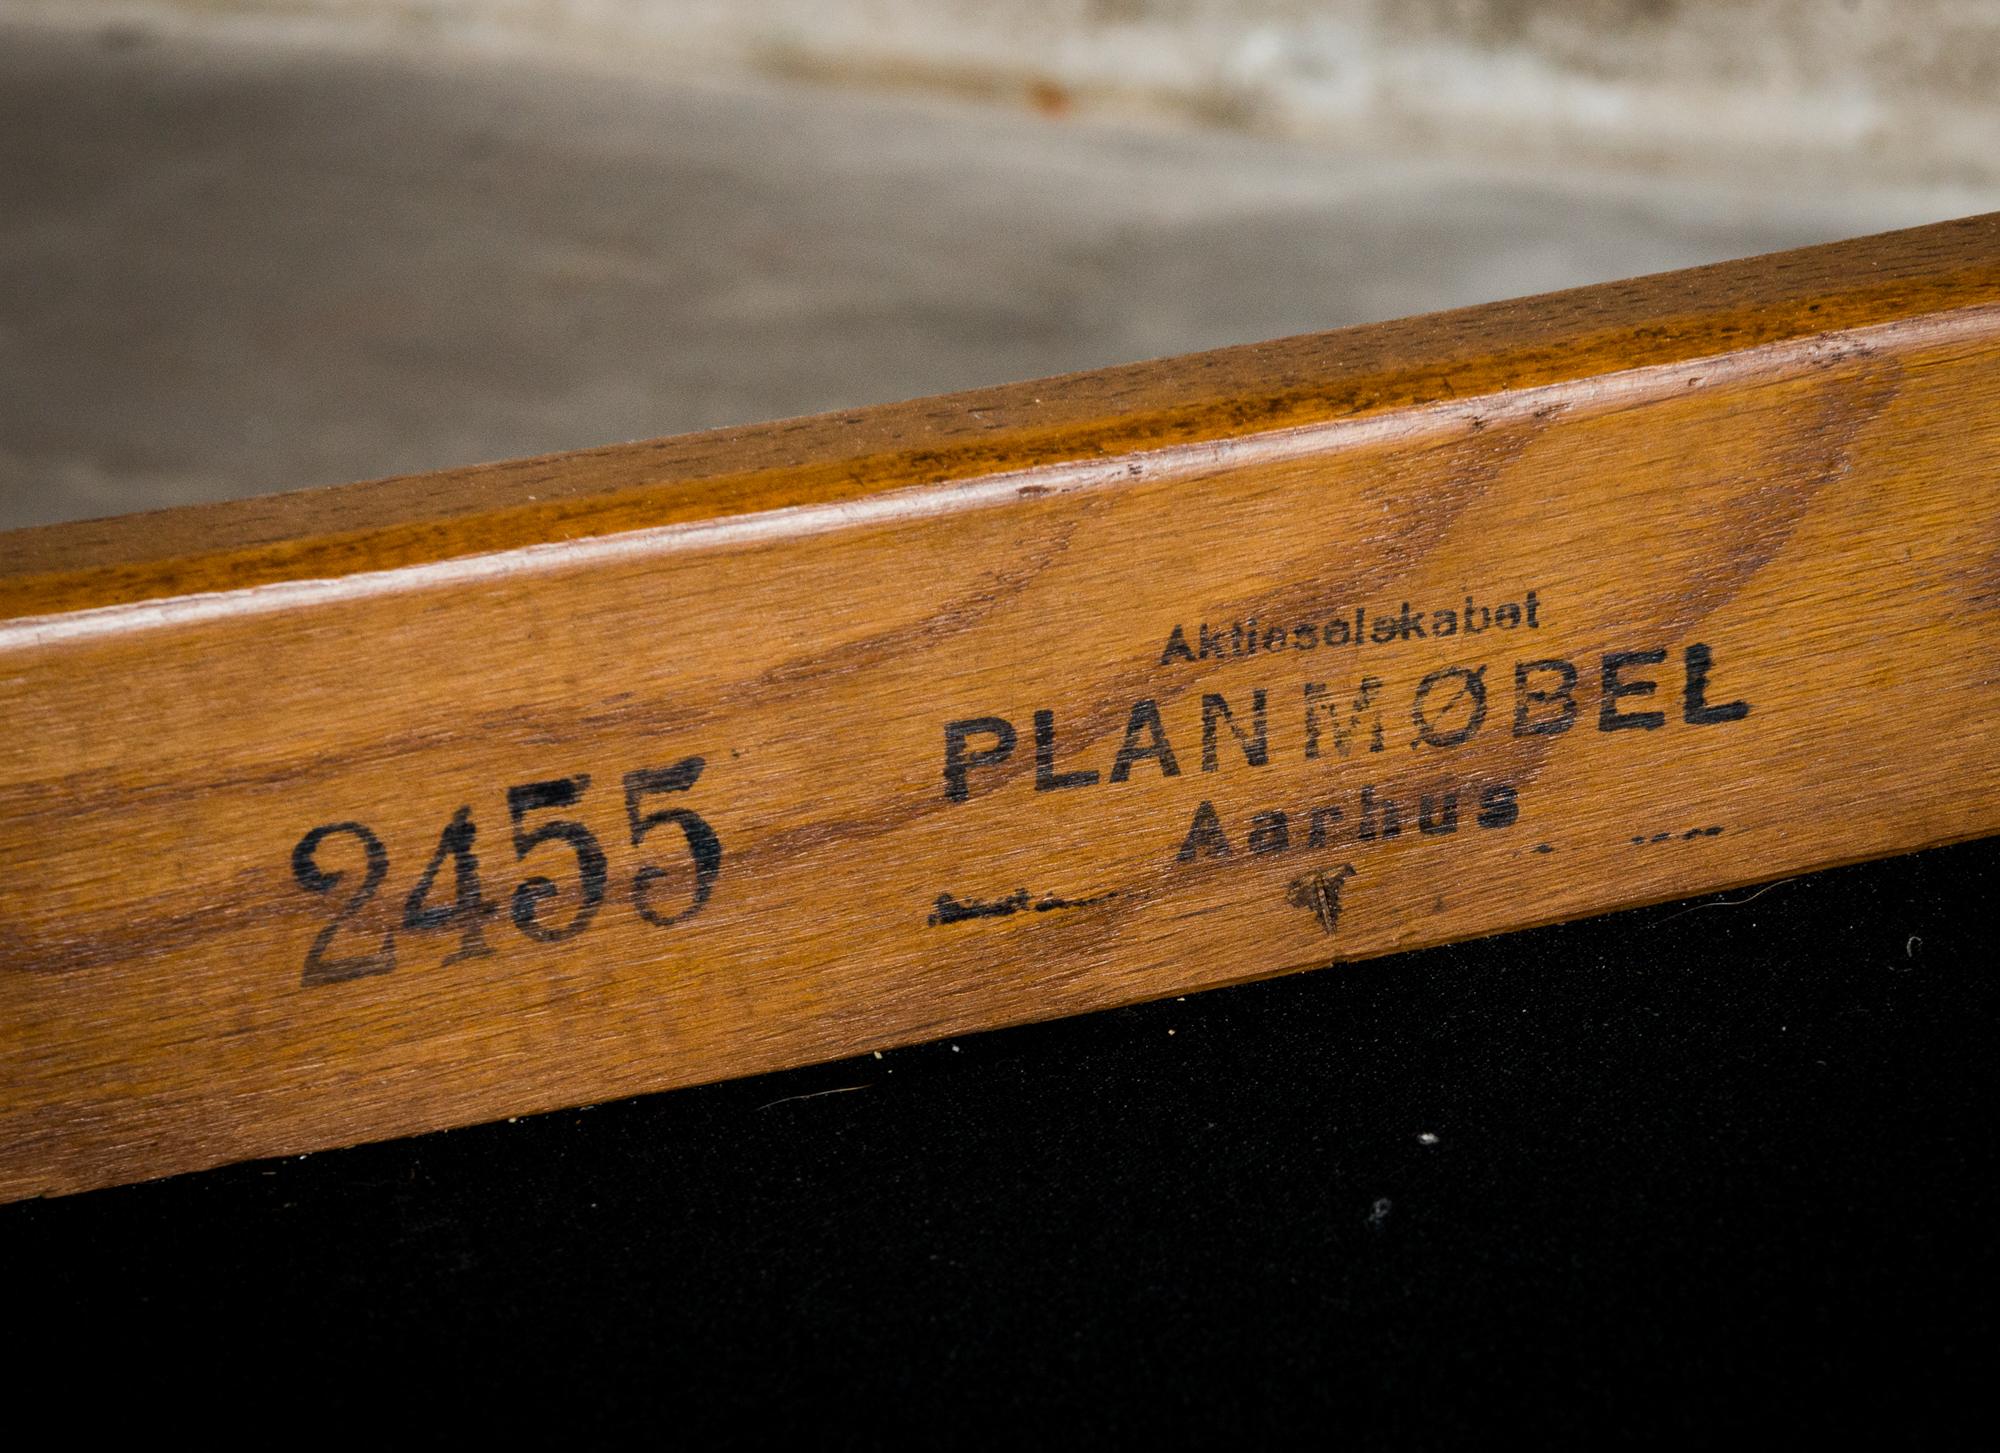 2455
Aktieselskabet
PLANMØBEL
Aarhus